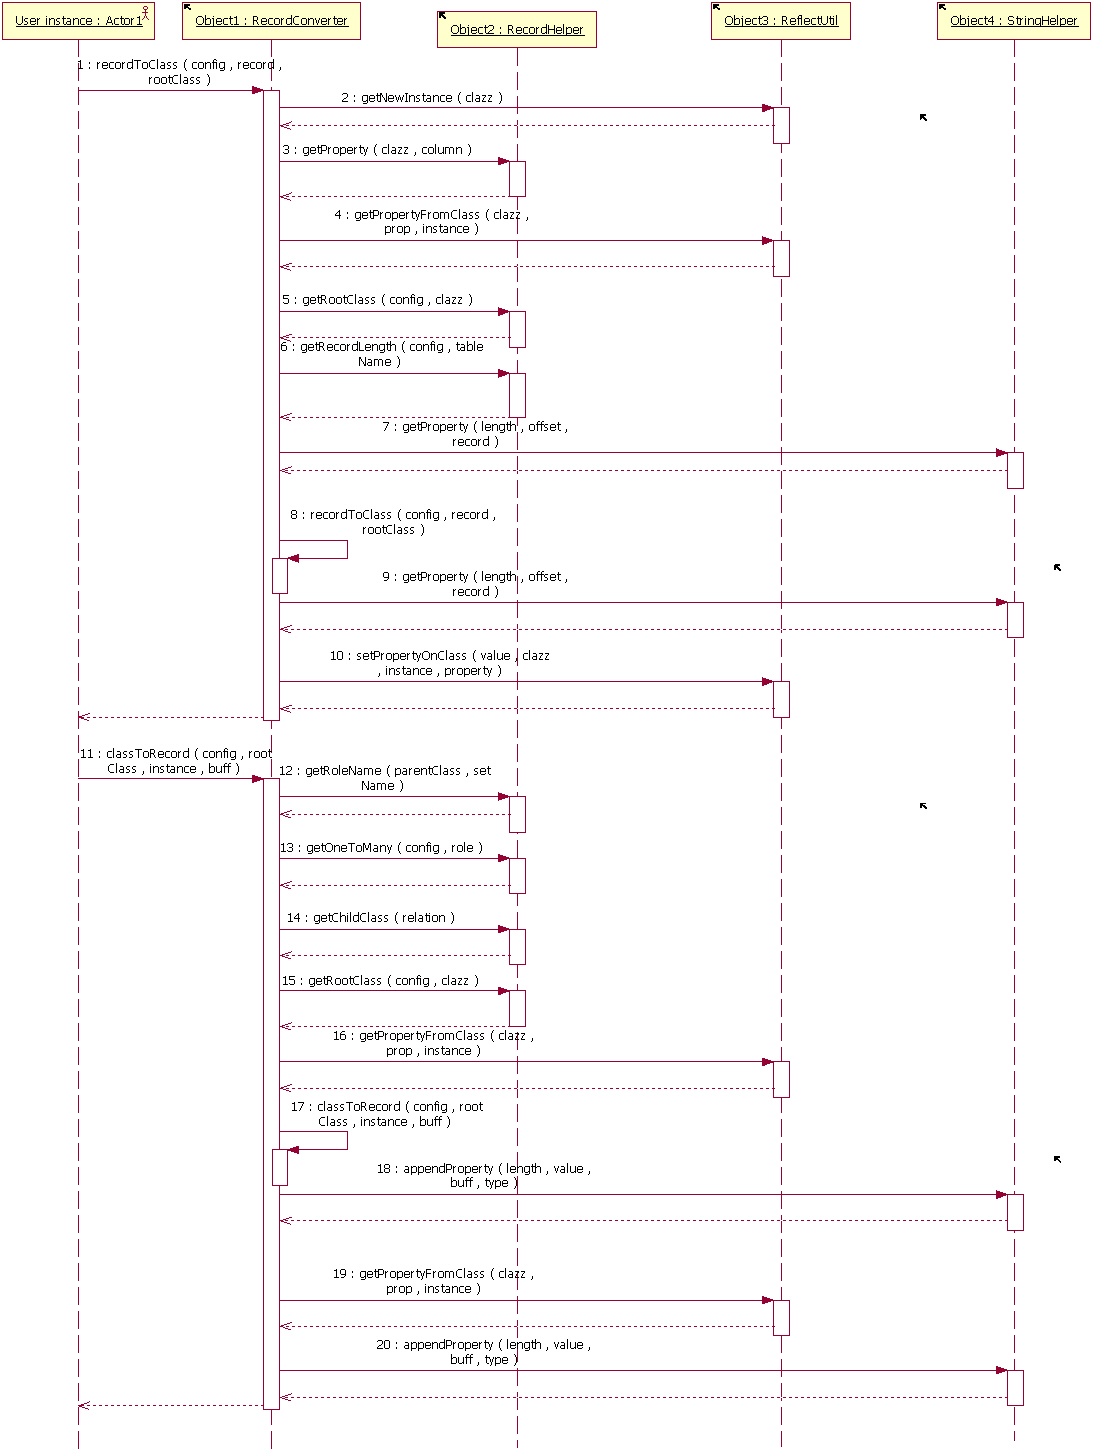 User instance : Actor1
Object1 : RecordConverter
Object2 : RecordHelper
Object3 : ReflectUtil
Object4 : StringHelper
1 : recordToClass ( config , record ,
rootClass )
2 : getNewInstance ( clazz )
3 : getProperty ( clazz , column )
4 : getPropertyFromClass ( clazz ,
prop , instance )
5 : getRootClass ( config , clazz )
6 : getRecordLength ( config , table
Name )
7 : getProperty ( length , offset ,
record )
8 : recordToClass ( config , record ,
rootClass )
9 : getProperty ( length , offset ,
record )
10 : setPropertyOnClass ( value , clazz
, instance , property )
11 : classToRecord ( config , root
Class , instance , buff )
12 : getRoleName ( parentClass , set
Name )
13 : getOneToMany ( config , role )
14 : getChildClass ( relation )
15 : getRootClass ( config , clazz )
16 : getPropertyFromClass ( clazz ,
prop , instance )
17 : classToRecord ( config , root
Class , instance , buff )
18 : appendProperty ( length , value ,
buff , type )
19 : getPropertyFromClass ( clazz ,
prop , instance )
20 : appendProperty ( length , value ,
buff , type )